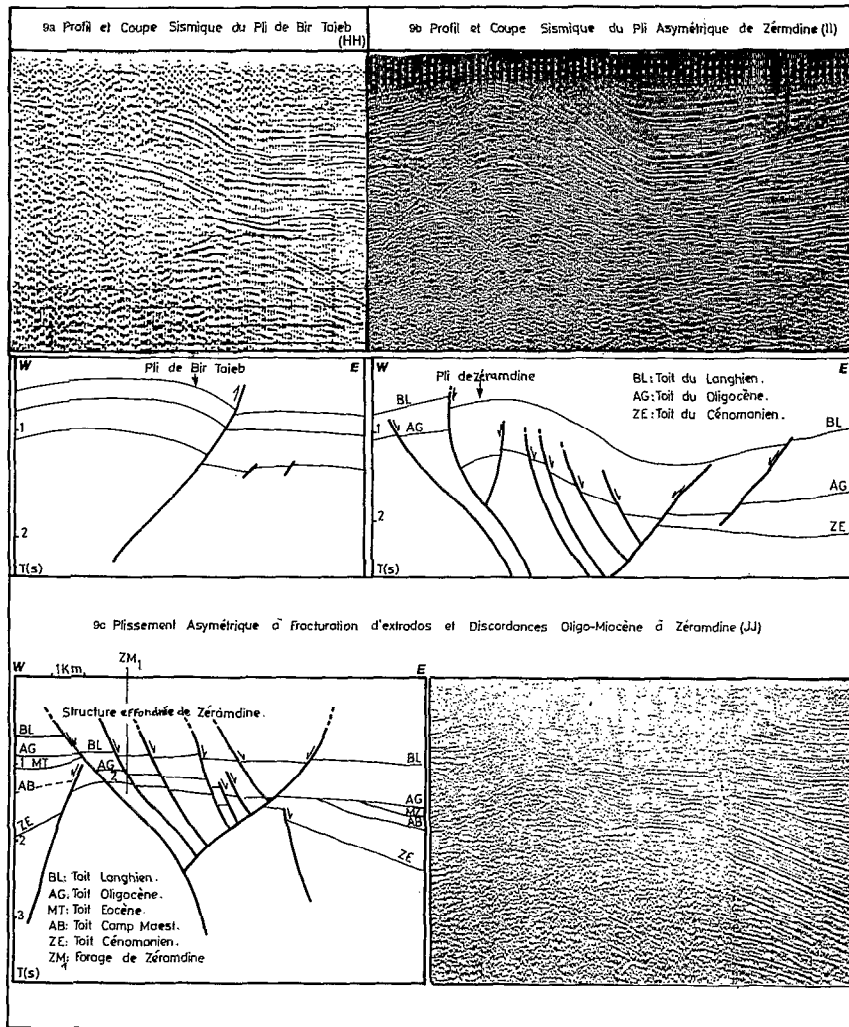 9a Profil et Coupe Sismique du Pli de Bir Taieb
(HH)
9b Profil et Coupe Sismique du Pli Asymétrique de Zérmdine (II)
W
Pli de Bir Taieb
E
1
2
T(s)
W
Pli de Zéramdine
E
BL: Toit du Langhien.
AG: Toit du Oligocène.
ZE: Toit du Cénomanien.
BL
1
AG
2
T(s)
BL
AG
ZE
9c Plissement Asymétrique à Fracturation d'extrados et Discordances Oligo-Miocène à Zéramdine (JJ)
W
1Km
ZM1
E
Structure effondrée de Zéramdine.
BL
AG
BL
BL
1 MT
AG
2
AB
AG
MZ
AB
ZE
2
ZE
BL: Toit Langhien.
AG: Toit Oligocène.
MT: Toit Eocène.
AB: Toit Camp Maest.
3
ZE: Toit Cénomanien.
ZM1: Forage de Zéramdine
T(s)